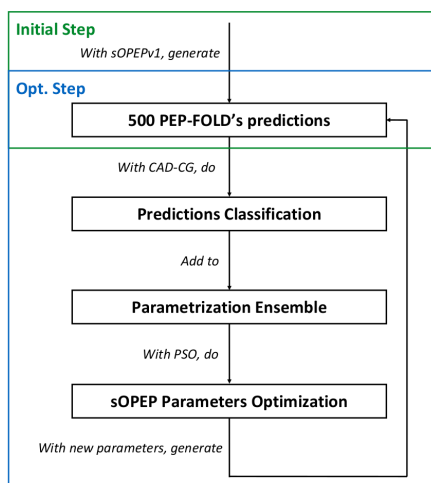 Initial Step
With sOPEPv1, generate
Opt. Step
500 PEP-FOLD's predictions
With CAD-CG, do
Predictions Classification
Add to
Parametrization Ensemble
With PSO, do
sOPEP Parameters Optimization
With new parameters, generate